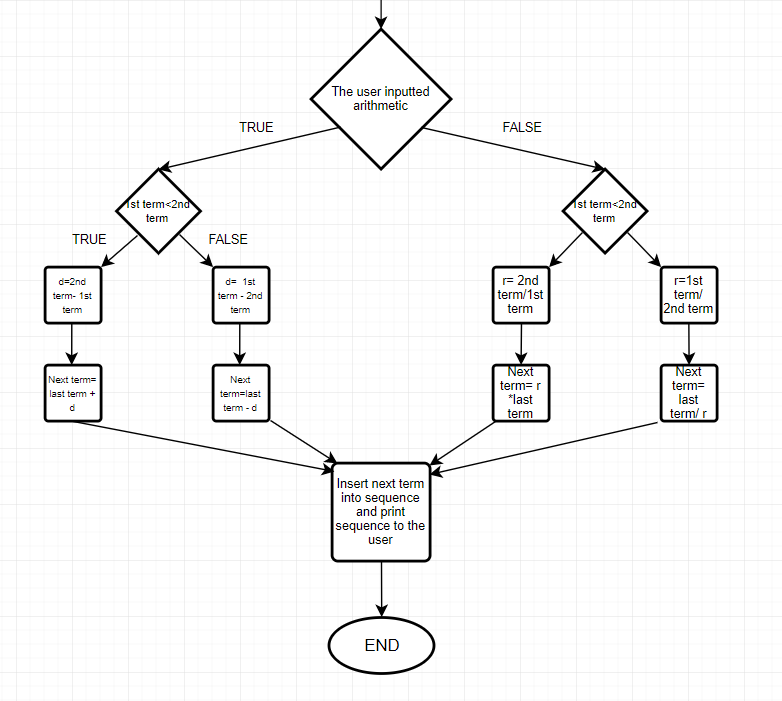 The user inputted
arithmetic
TRUE
FALSE
1st term<2nd
term
1st term<2nd
term
TRUE
FALSE
d=2nd
term- 1st
term
d= 1st
term - 2nd
term
r= 2nd
term/1st
term
r=1st
term/
2nd term
Next term=
last term +
d
Next
term=last
term - d
Next
term= r
*last
term
Next
term=
last
term/ r
Insert next term
into sequence
and print
sequence to the
user
END